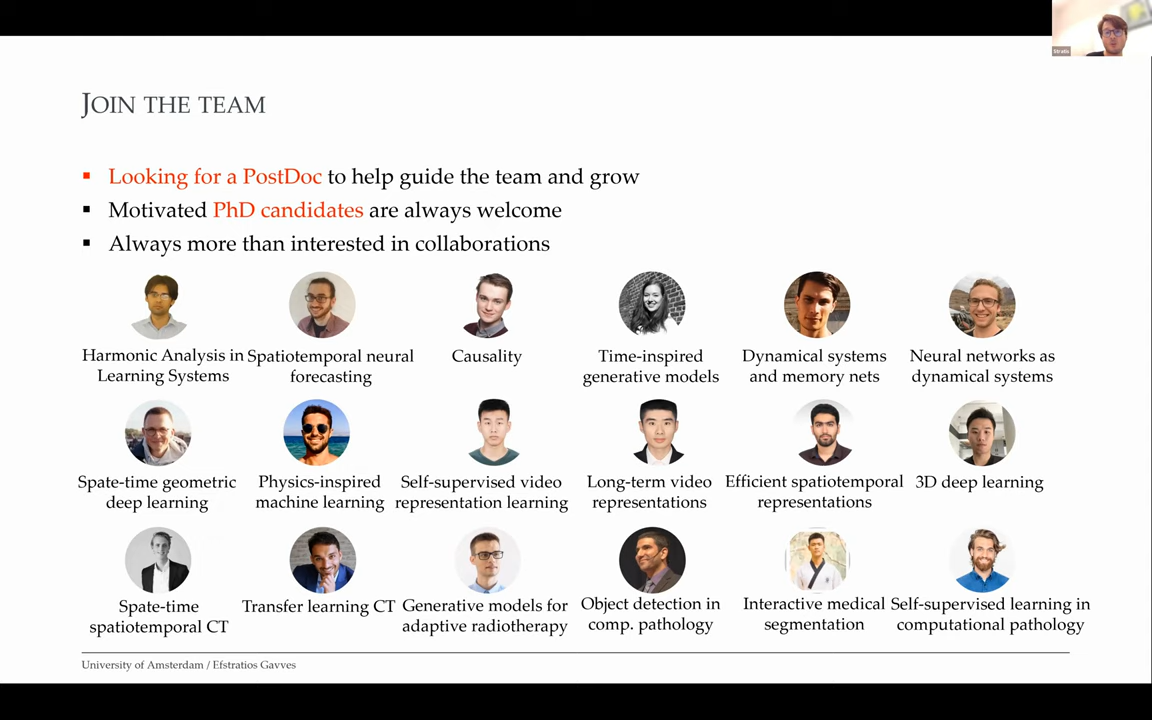 Stratis
JOIN THE TEAM
Looking for a PostDoc to help guide the team and grow
Motivated PhD candidates are always welcome
Always more than interested in collaborations
Harmonic Analysis in
Learning Systems
Spatiotemporal neural
forecasting
Causality
Time-inspired
generative models
Dynamical systems
and memory nets
Neural networks as
dynamical systems
Spate-time geometric
deep learning
Physics-inspired
machine learning
Self-supervised video
representation learning
Long-term video
representations
Efficient spatiotemporal
representations
3D deep learning
Spate-time
spatiotemporal CT
Transfer learning CT
Generative models for
adaptive radiotherapy
Object detection in
comp. pathology
Interactive medical
segmentation
Self-supervised learning in
computational pathology
University of Amsterdam / Efstratios Gavves